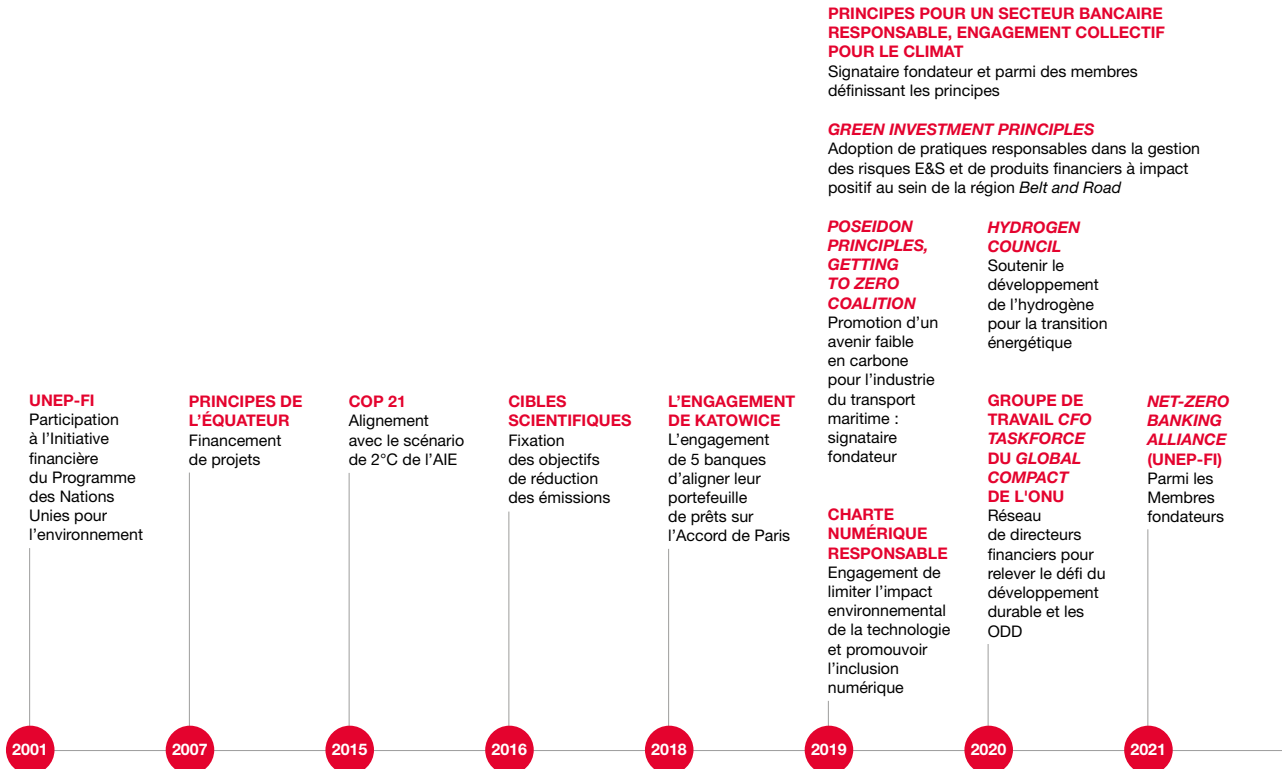 PRINCIPES POUR UN SECTEUR BANCAIRE
RESPONSABLE, ENGAGEMENT COLLECTIF
POUR LE CLIMAT
Signataire fondateur et parmi des membres
définissant les principes
GREEN INVESTMENT PRINCIPLES
Adoption de pratiques responsables dans la gestion
des risques E&S et de produits financiers à impact
positif au sein de la région Belt and Road
UNEP-FI
Participation
à l’Initiative
financière
du Programme
des Nations
Unies pour
l’environnement
PRINCIPES DE
L’ÉQUATEUR
Financement
de projets
COP 21
Alignement
avec le scénario
de 2°C de l’AIE
CIBLES
SCIENTIFIQUES
Fixation
des objectifs
de réduction
des émissions
L’ENGAGEMENT
DE KATOWICE
L’engagement
de 5 banques
d’aligner leur
portefeuille
de prêts sur
l’Accord de Paris
POSEIDON
PRINCIPLES,
GETTING
TO ZERO
COALITION
Promotion d’un
avenir faible
en carbone
pour l’industrie
du transport
maritime :
signataire
fondateur
CHARTE
NUMÉRIQUE
RESPONSABLE
Engagement de
limiter l’impact
environnemental
de la technologie
et promouvoir
l’inclusion
numérique
HYDROGEN
COUNCIL
Soutenir le
développement
de l’hydrogène
pour la transition
énergétique
GROUPE DE
TRAVAIL CFO
TASKFORCE
DU GLOBAL
COMPACT
DE L'ONU
Réseau
de directeurs
financiers pour
relever le défi du
développement
durable et les
ODD
NET-ZERO
BANKING
ALLIANCE
(UNEP-FI)
Parmi les
Membres
fondateurs
2001
2007
2015
2016
2018
2019
2020
2021